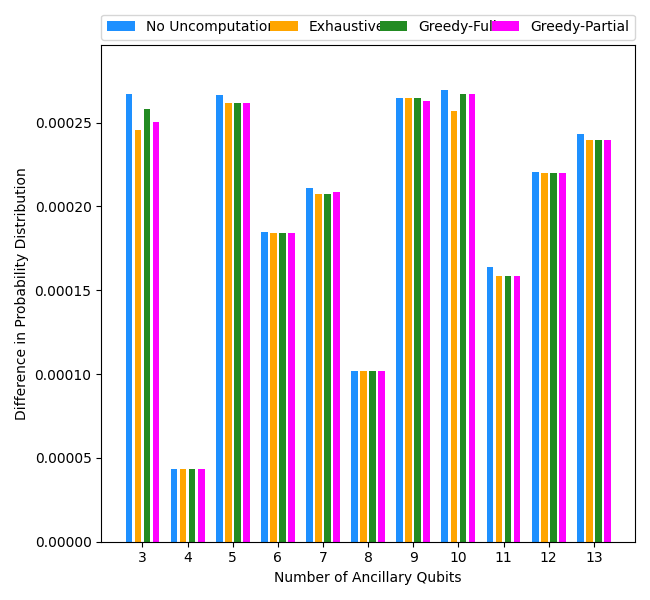 No Uncomputation Exhaustive Greedy-Full Greedy-Partial
0.00025
0.00020
0.00015
0.00010
0.00005
0.00000
Difference in Probability Distribution
3 4 5 6 7 8 9 10 11 12 13
Number of Ancillary Qubits